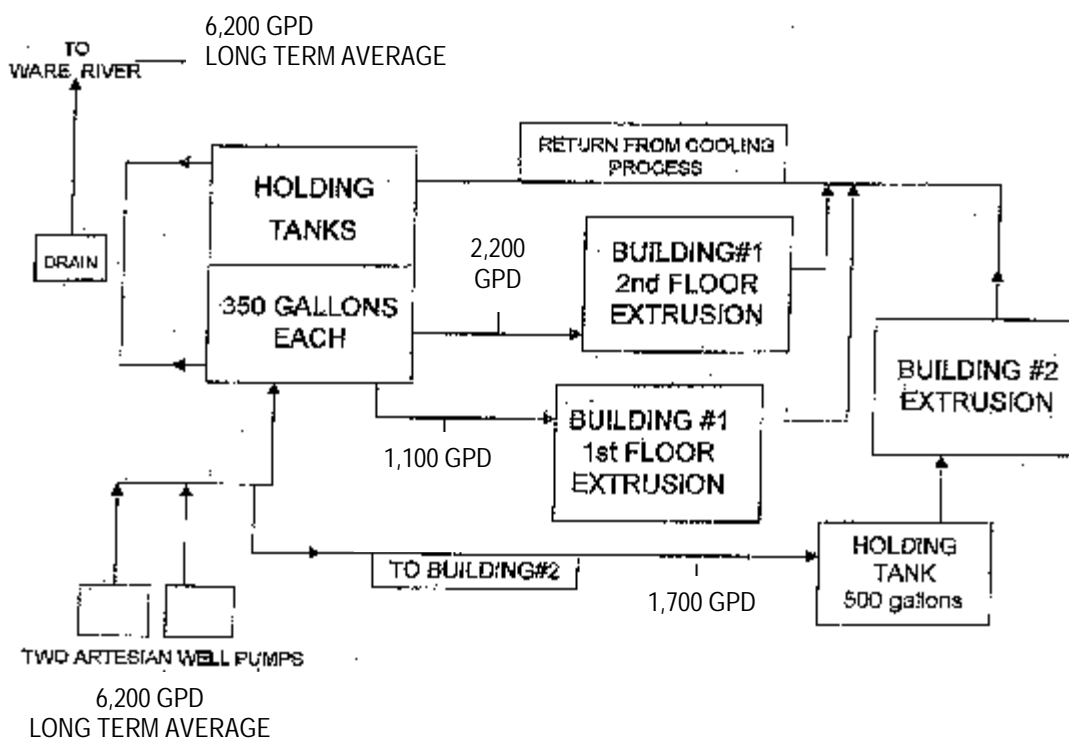 6,200 GPD
LONG TERM AVERAGE
TO
WARE RIVER
RETURN FROM COOLING
PROCESS
HOLDING
TANKS
350 GALLONS
EACH
DRAIN
2,200
GPD
BUILDING#1
2nd FLOOR
EXTRUSION
BUILDING #2
EXTRUSION
1,100 GPD
BUILDING #1
1st FLOOR
EXTRUSION
TO BUILDING#2
1,700 GPD
HOLDING
TANK
500 gallons
TWO ARTESIAN WELL PUMPS
6,200 GPD
LONG TERM AVERAGE